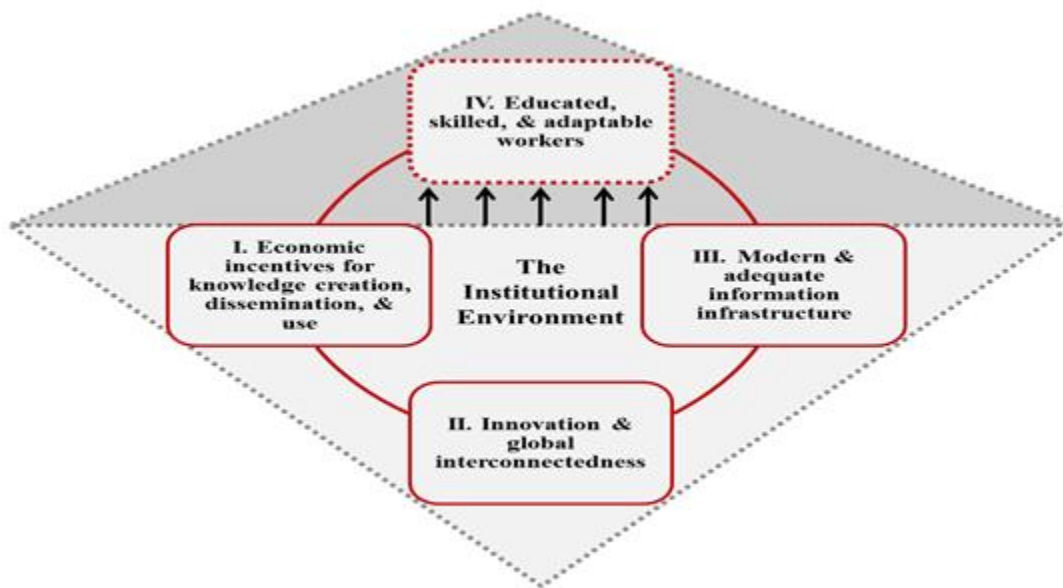 IV. Educated,
skilled, & adaptable
workers
I. Economic
incentives for
knowledge creation,
dissemination, &
use
The
Institutional
Environment
III. Modern &
adequate
information
infrastructure
II. Innovation &
global
interconnectedness